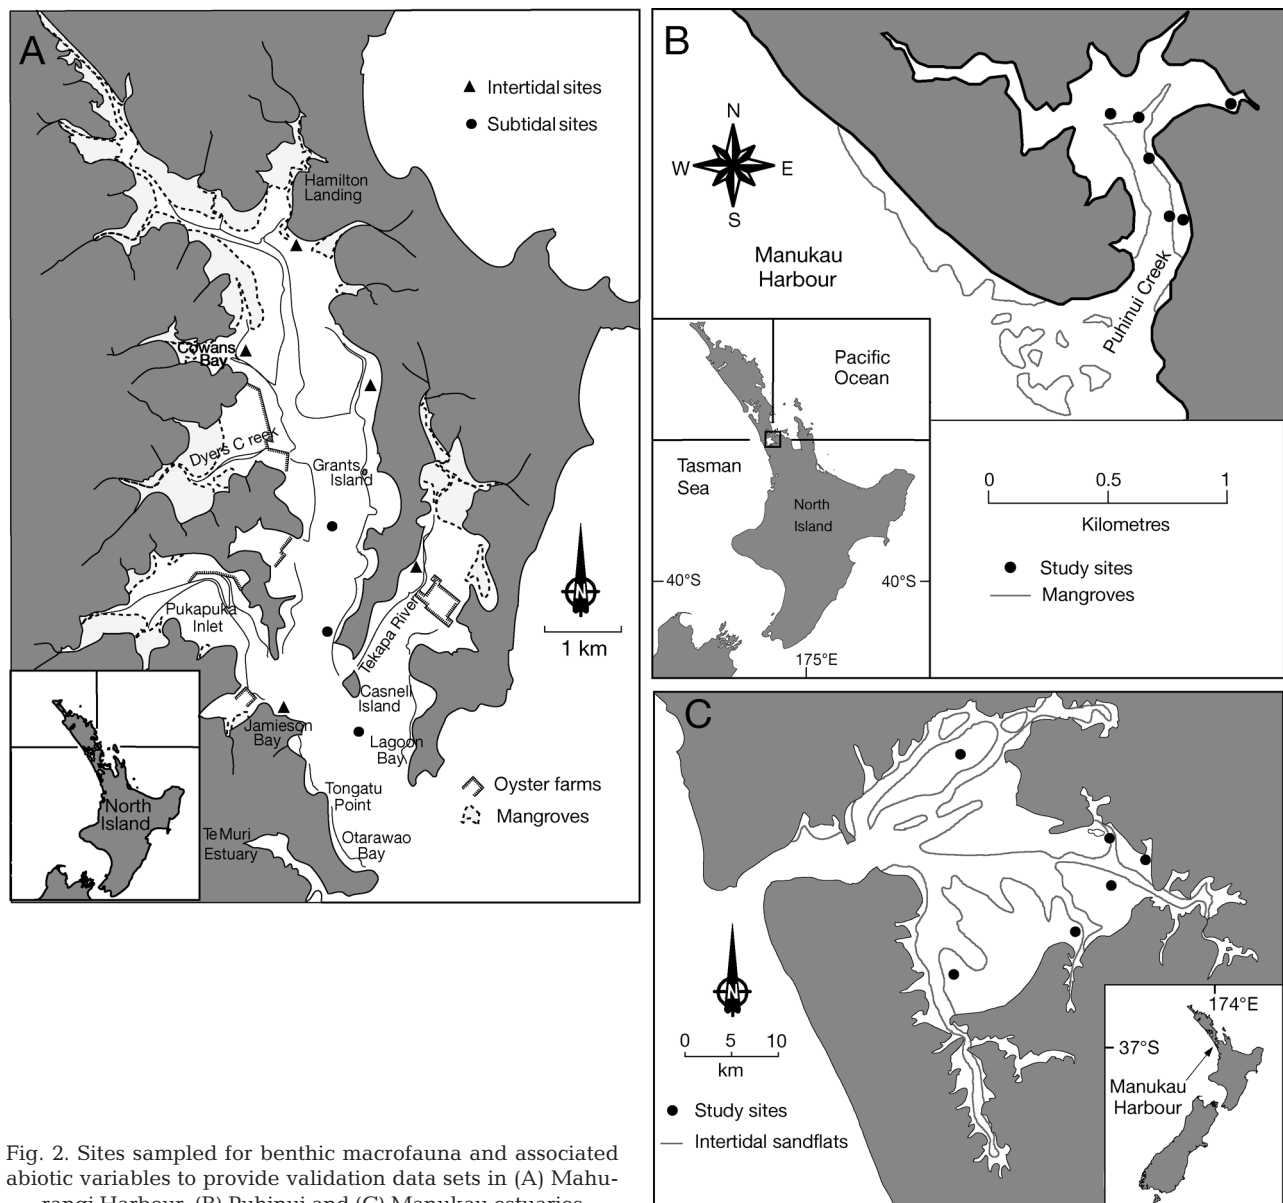 A
Intertidal sites
Subtidal sites
Hamilton
Landing
Cowans
Bay
Dyers Creek
Grants
Island
Pukapuka
Inlet
Tekapa River
N
1 km
Casnell
Island
Jamieson
Bay
Lagoon
Bay
Oyster farms
Mangroves
Tongatu
Point
Otarawao
Bay
Te Muri
Estuary
North
Island
B
N
W
E
S
Manukau
Harbour
Puhinui Creek
Pacific
Ocean
Tasman
Sea
North
Island
40°S
40°S
175°E
0
0.5
1
Kilometres
Study sites
Mangroves
C
N
0
5
10
km
Study sites
Intertidal sandflats
174°E
37°S
Manukau
Harbour
Fig. 2. Sites sampled for benthic macrofauna and associated
abiotic variables to provide validation data sets in (A) Mahu-
rangi Harbour, (B) Puhinui and (C) Manukau estuaries